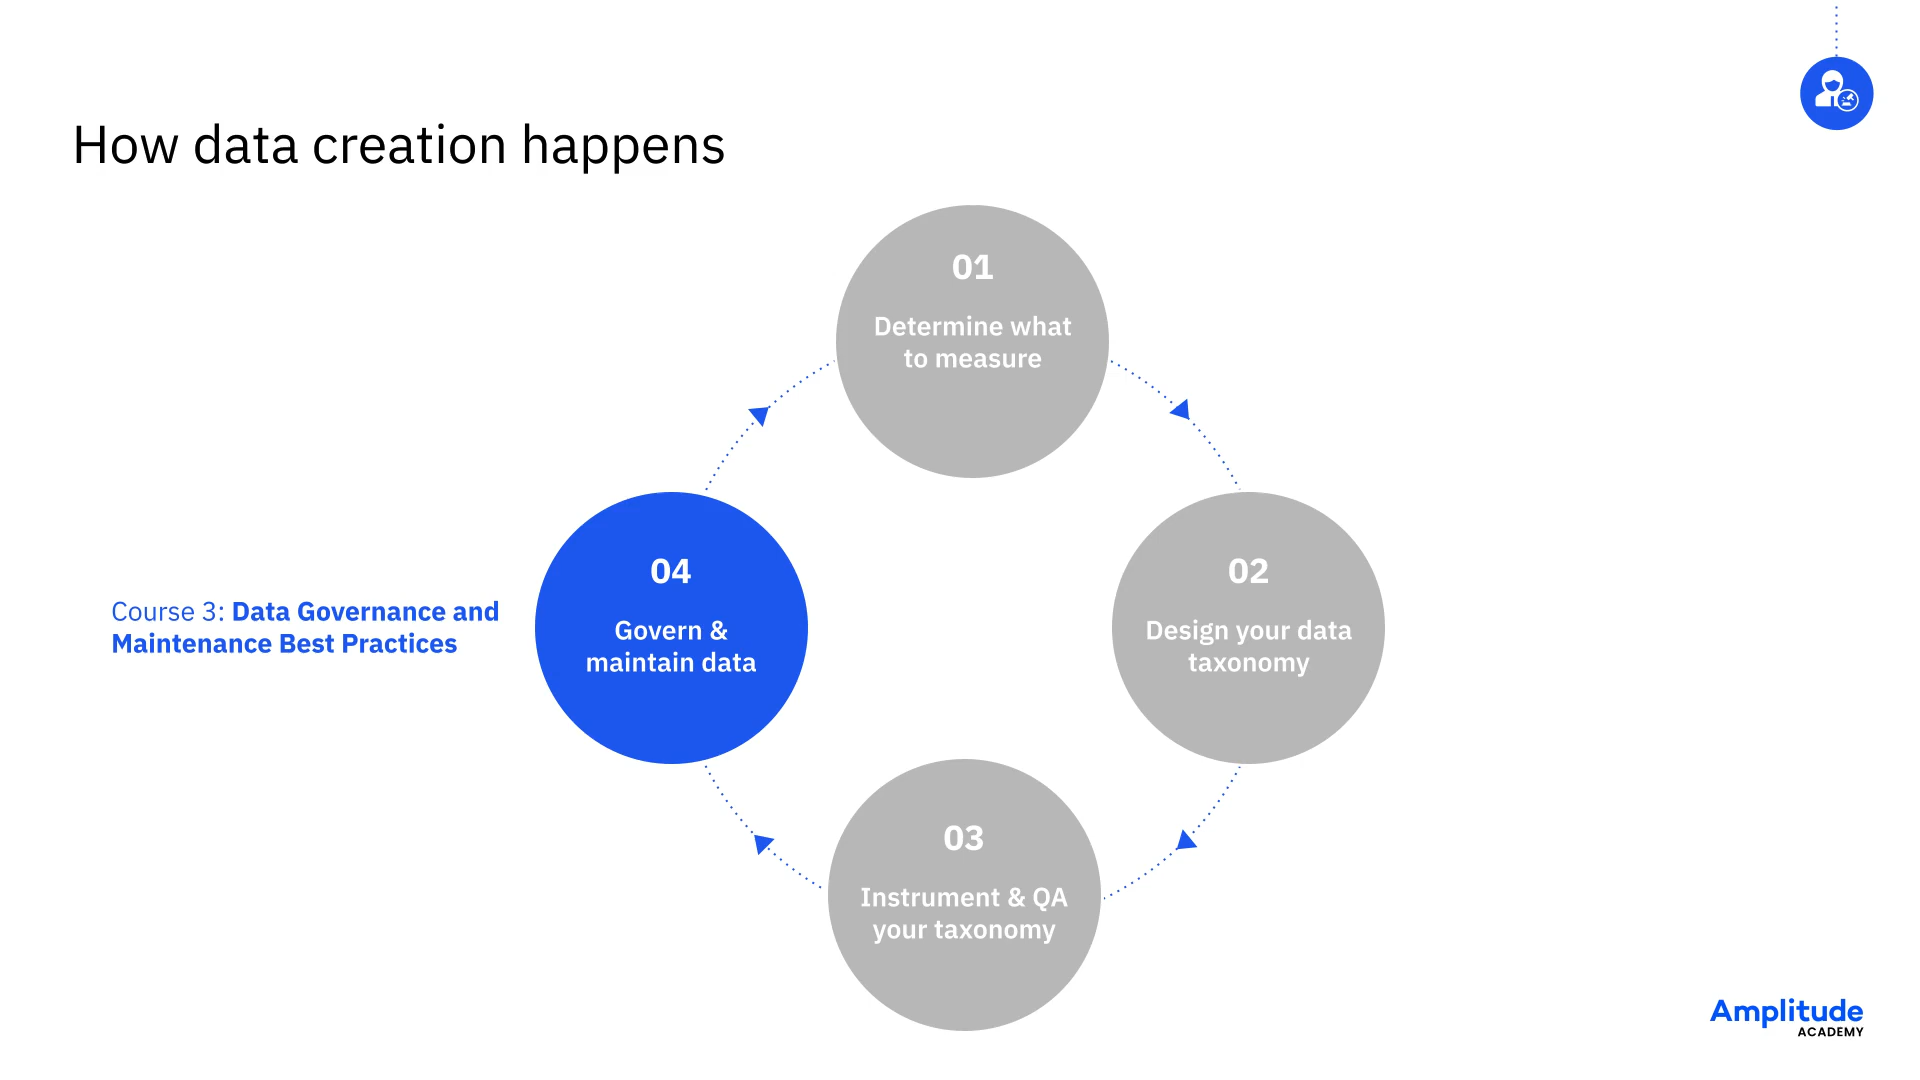 How data creation happens
01
Determine what
to measure
04
Govern &
maintain data
Course 3: Data Governance and
Maintenance Best Practices
02
Design your data
taxonomy
03
Instrument & QA
your taxonomy
Amplitude
ACADEMY